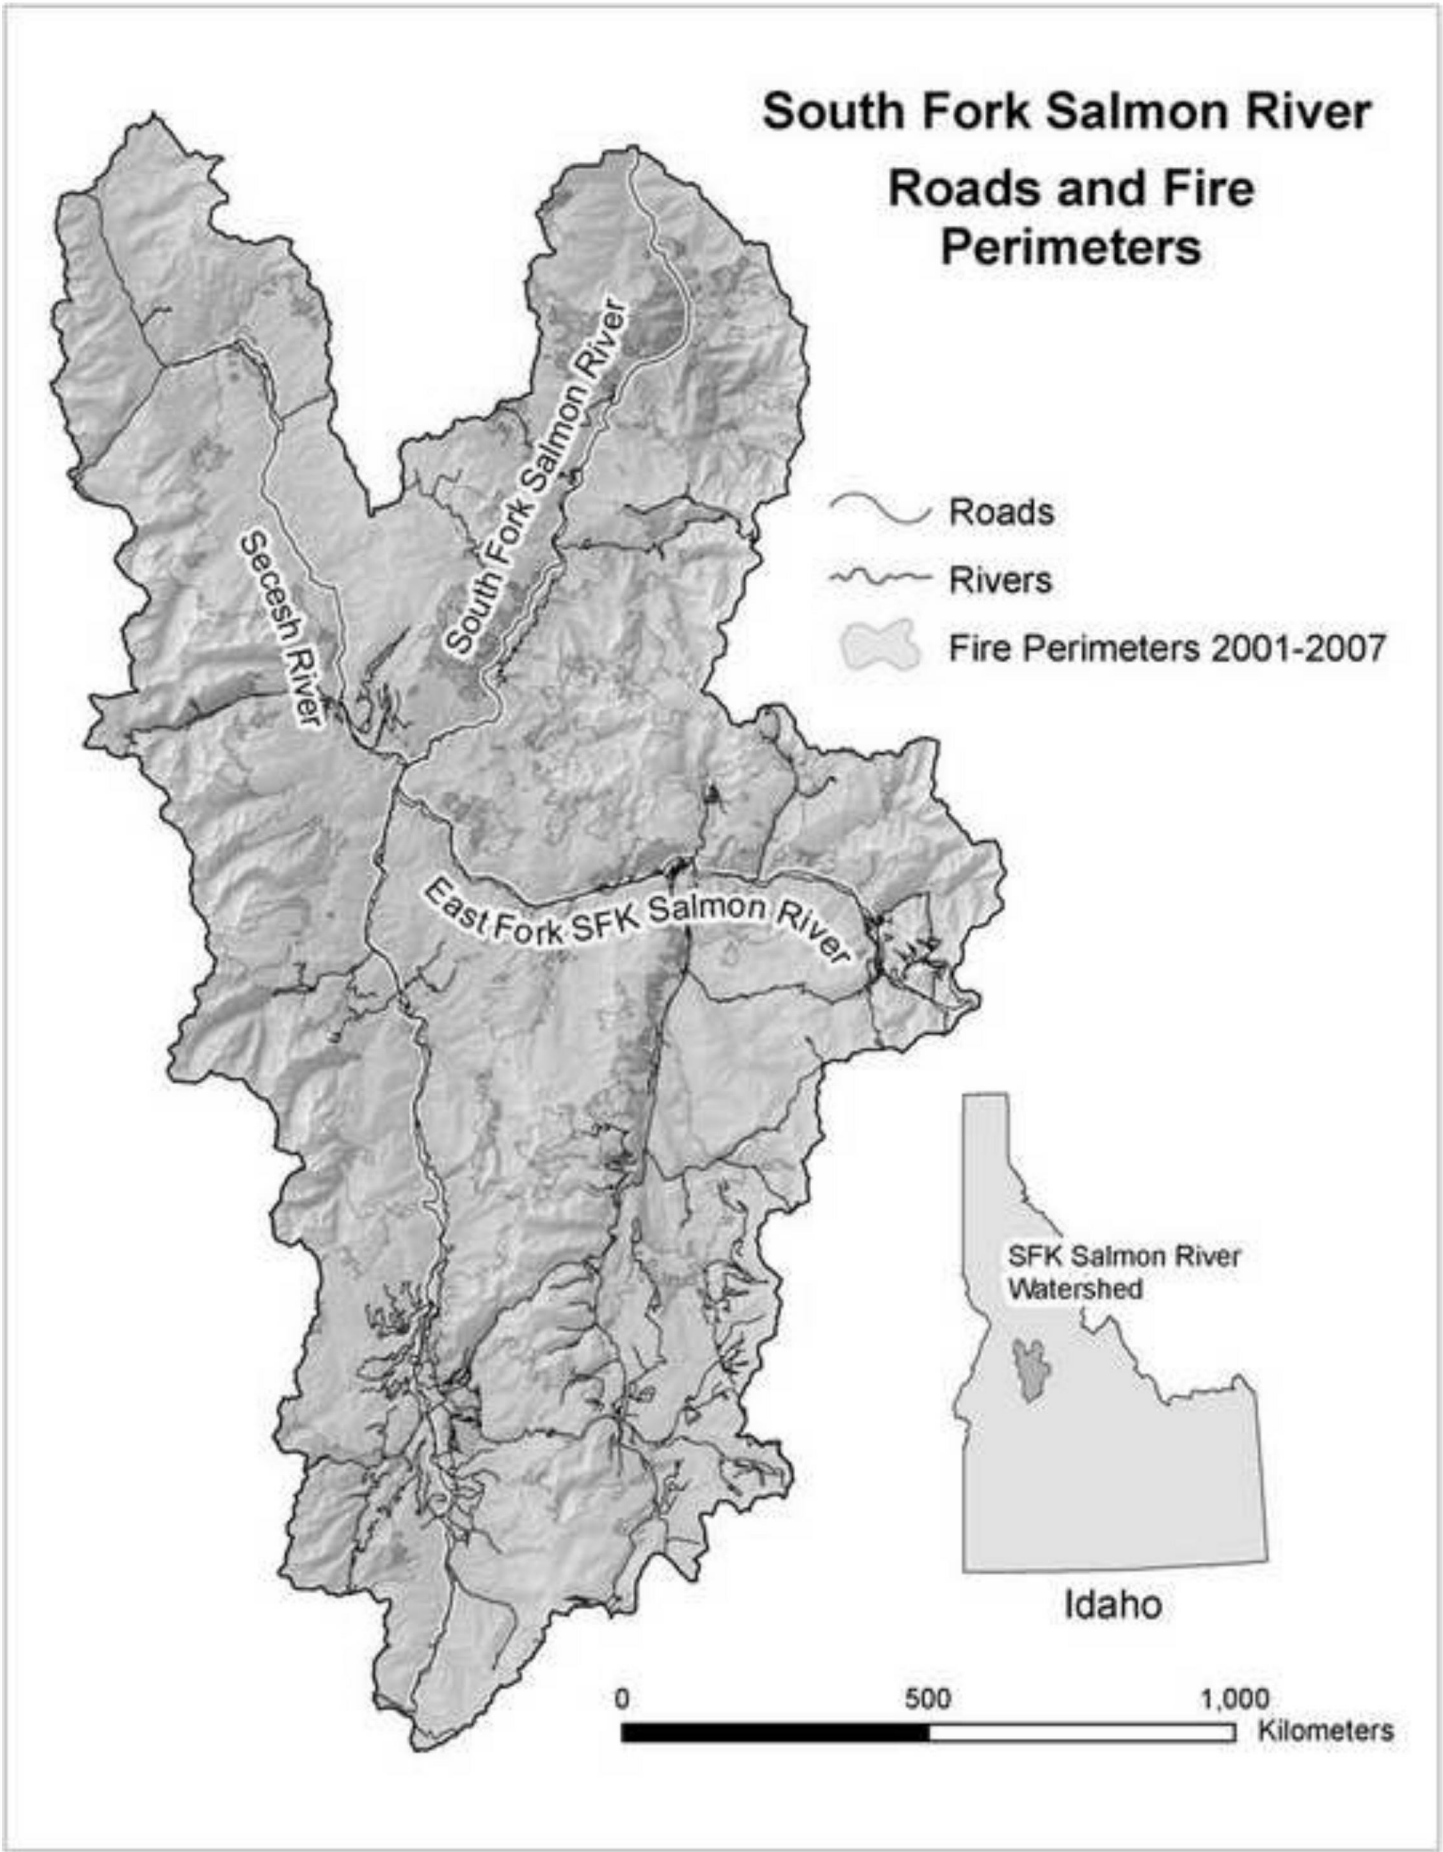 South Fork Salmon River
Roads and Fire
Perimeters
South Fork Salmon River
Roads
Rivers
Fire Perimeters 2001-2007
Secesh River
East Fork SFK Salmon River
SFK Salmon River
Watershed
Idaho
0 500 1,000
Kilometers